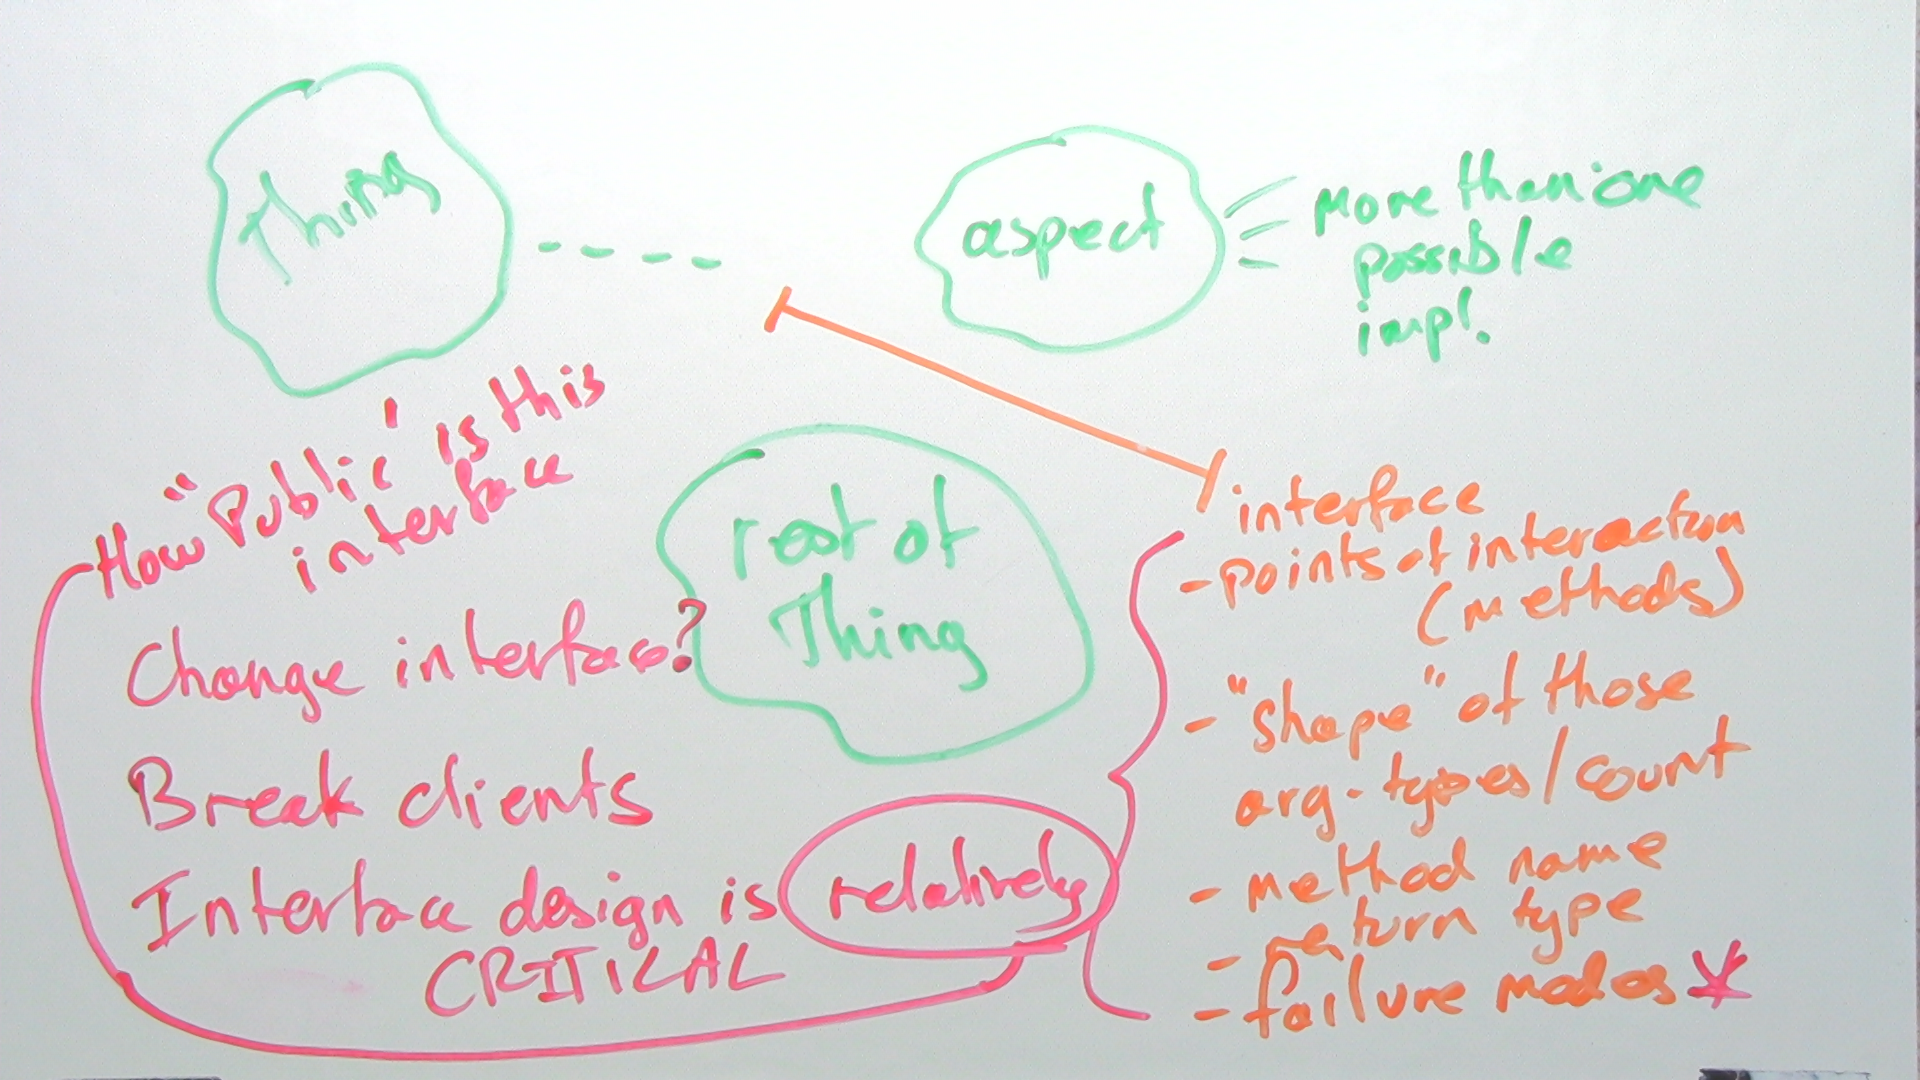 Thing
aspect
More than one
possible
impl.
How "Public' is this
interface
Change interface?
Break clients
Interface design is relatively
CRITICAL
rest of
Thing
interface
- points of interaction
(methods)
- "shape" of those
arg-types/count
- method name
- return type
- failure modes *